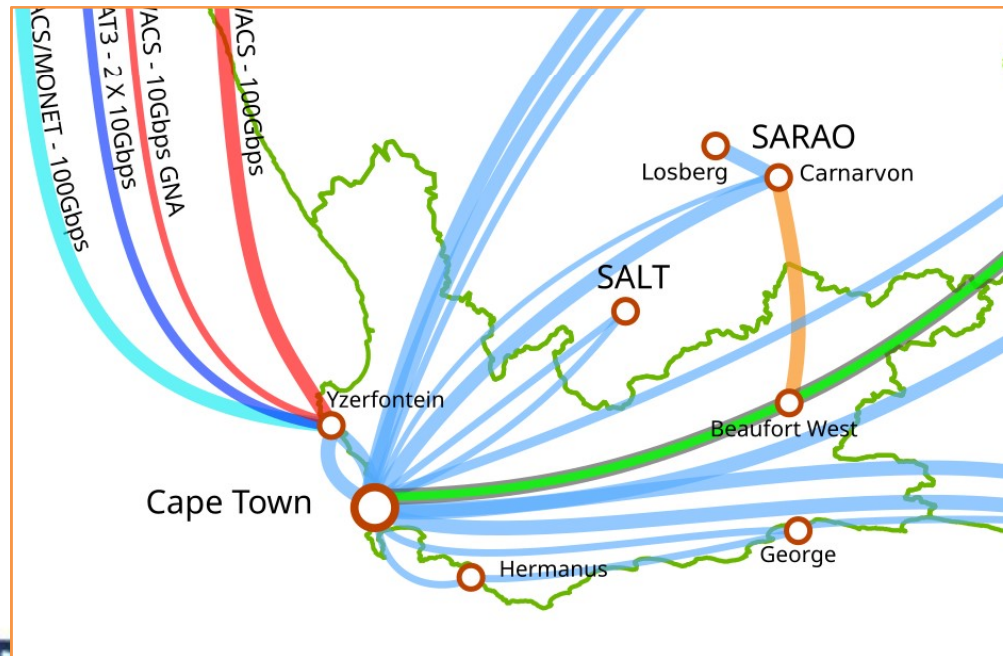 ACS/MONET - 100Gbps
AT3 - 2 X 10Gbps
/ACS - 10Gbps GNA
/ACS - 100Gbps
SARAO
Losberg
Carnarvon
SALT
Yzerfontein
Beaufort West
Cape Town
George
Hermanus